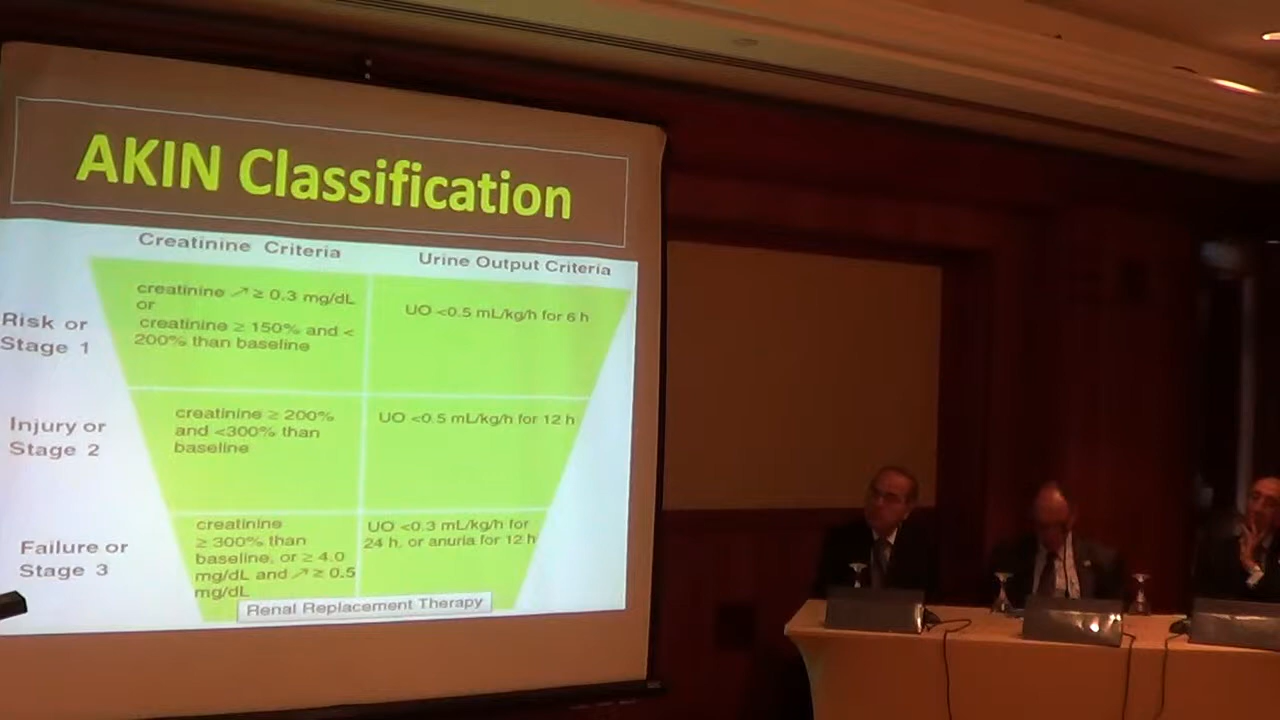 AKIN Classification
Creatinine Criteria
Urine Output Criteria
Risk or
Stage 1
creatinine ↗ ≥ 0.3 mg/dL
or
creatinine ≥ 150% and <
200% than baseline
UO <0.5 mL/kg/h for 6 h
Injury or
Stage 2
creatinine ≥ 200%
and <300% than
baseline
UO <0.5 mL/kg/h for 12 h
Failure or
Stage 3
creatinine
≥ 300% than
baseline, or ≥ 4.0
mg/dL and ↗ ≥ 0.5
mg/dL
UO <0.3 mL/kg/h for
24 h, or anuria for 12 h
Renal Replacement Therapy